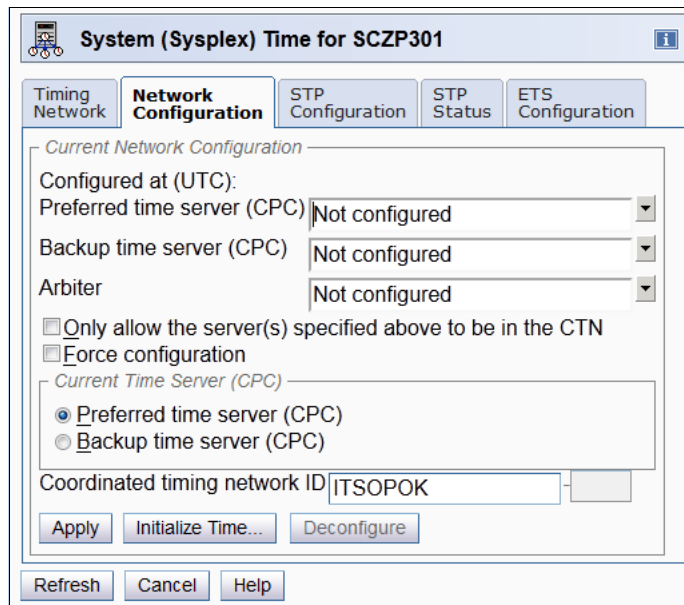 System (Sysplex) Time for SCZP301
i
Timing Network
Network Configuration
STP Configuration
STP Status
ETS Configuration
Current Network Configuration
Configured at (UTC):
Preferred time server (CPC) Not configured
Backup time server (CPC) Not configured
Arbiter Not configured
Only allow the server(s) specified above to be in the CTN
Force configuration
Current Time Server (CPC)
Preferred time server (CPC)
Backup time server (CPC)
Coordinated timing network ID ITSOPOK -
Apply Initialize Time... Deconfigure
Refresh Cancel Help